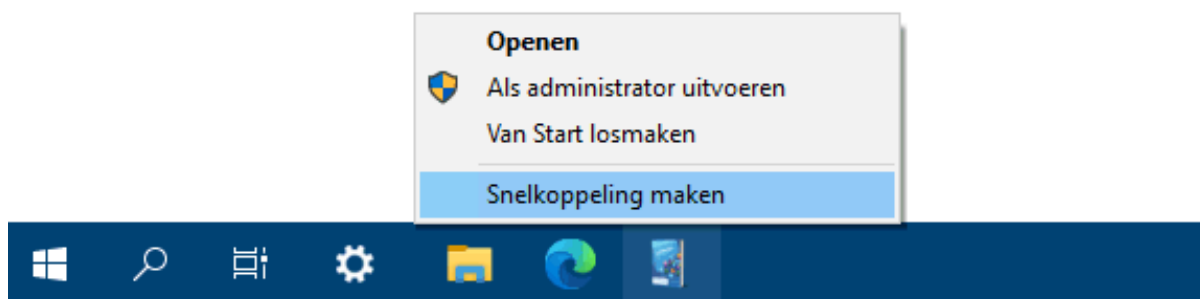 Openen
Als administrator uitvoeren
Van Start losmaken
Snelkoppeling maken